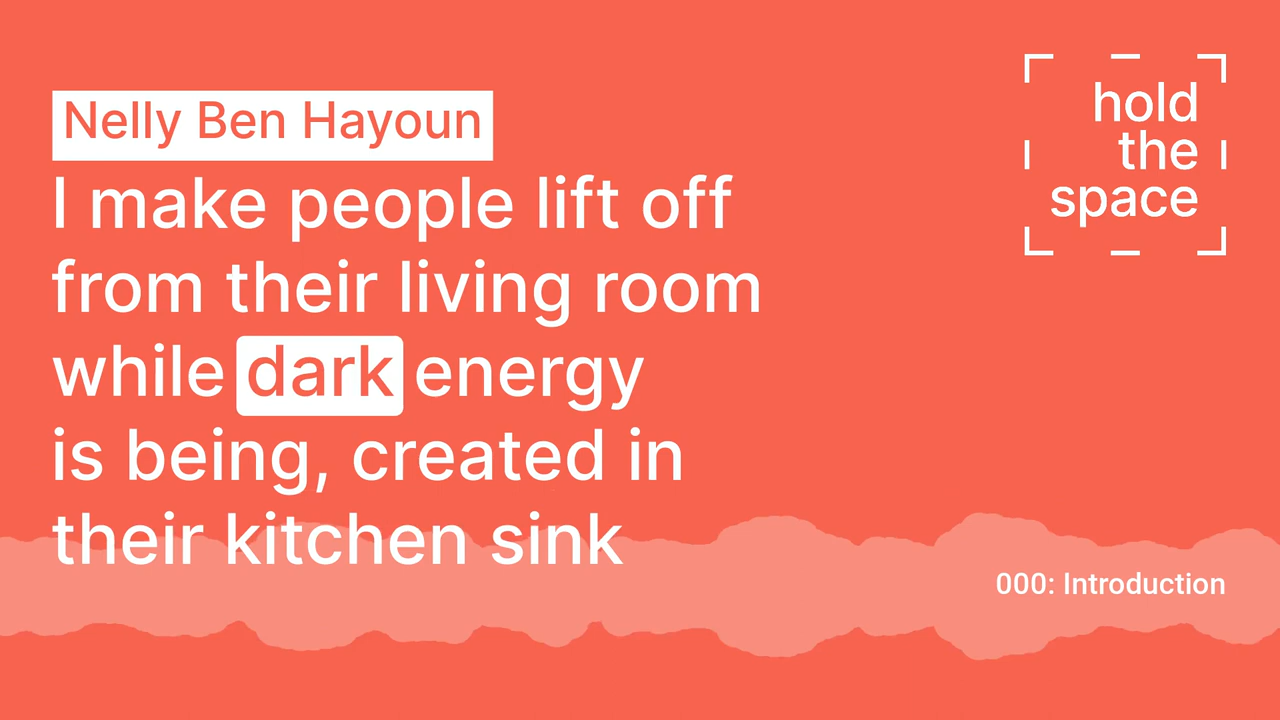 Nelly Ben Hayoun
I make people lift off
from their living room
while dark energy
is being, created in
their kitchen sink
hold
the
space
000: Introduction